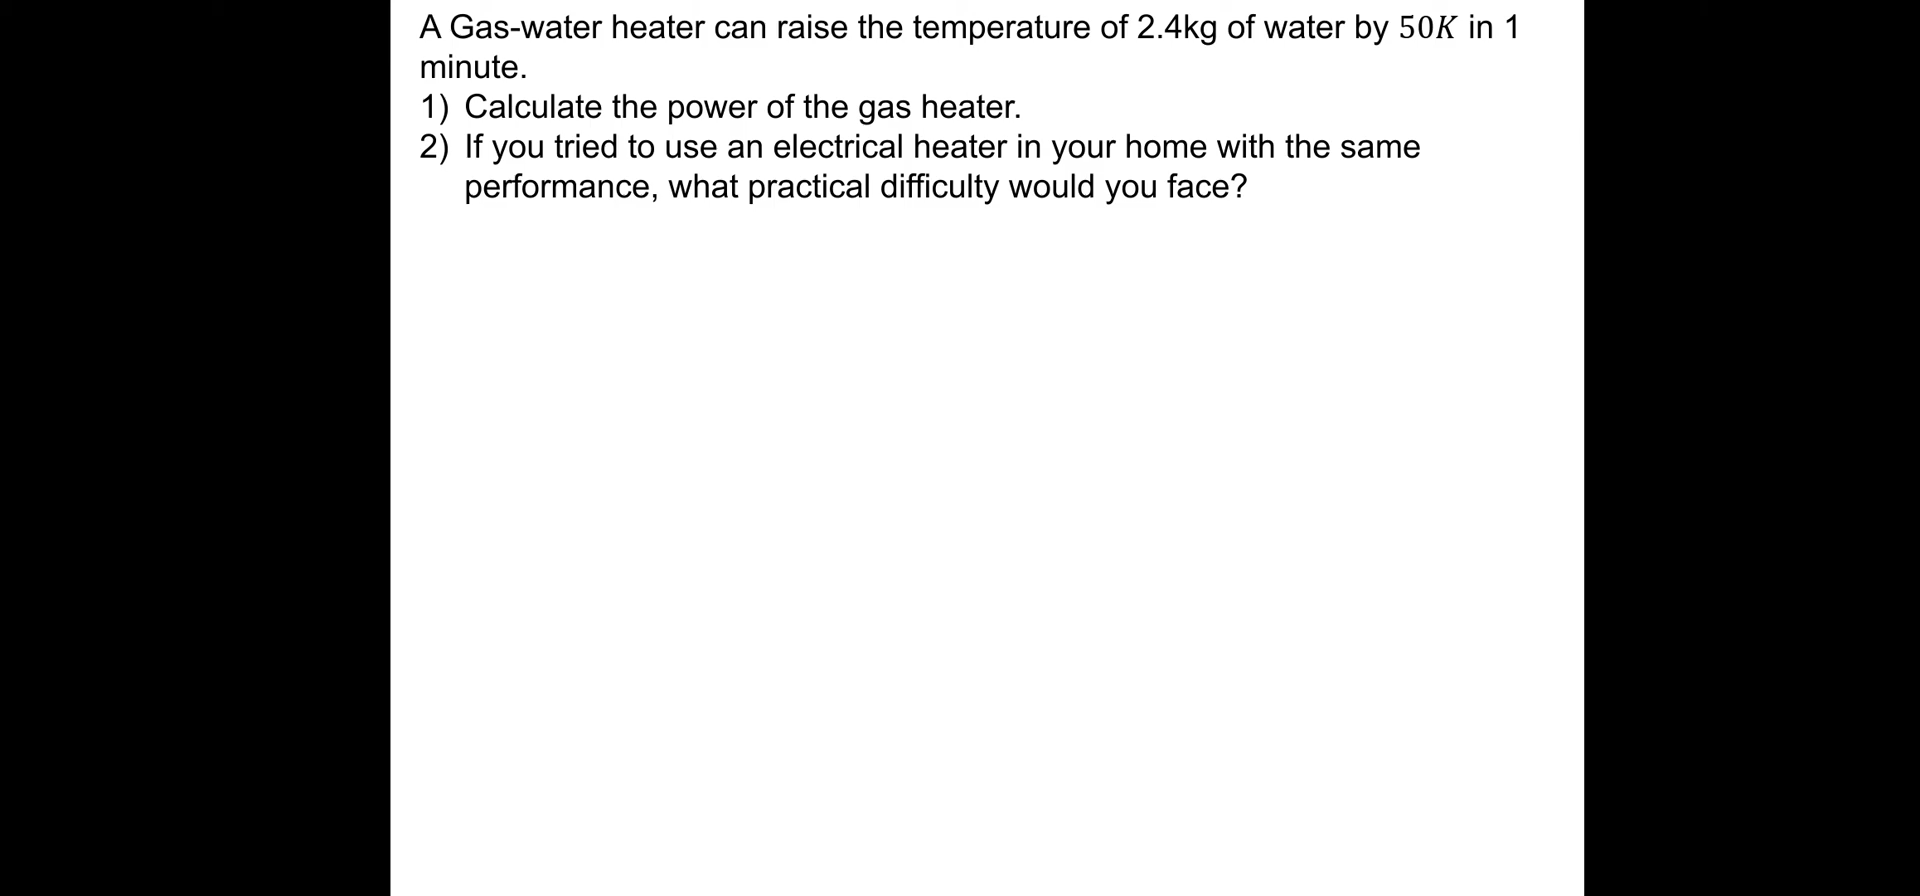 A Gas-water heater can raise the temperature of 2.4kg of water by 50K in 1
minute.
1) Calculate the power of the gas heater.
2) If you tried to use an electrical heater in your home with the same
performance, what practical difficulty would you face?